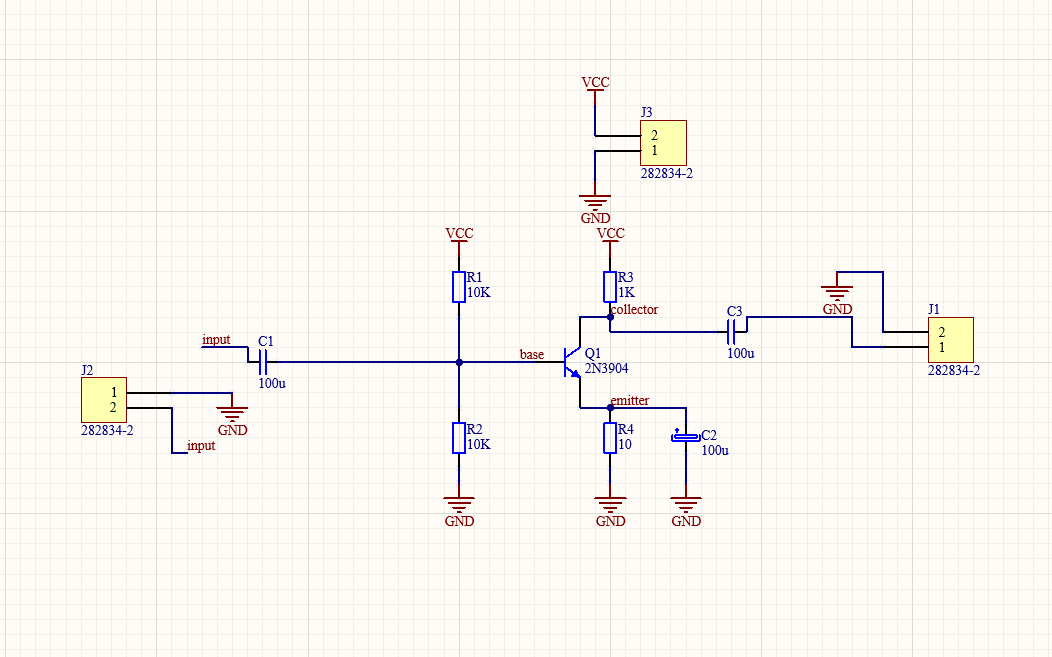 VCC
J3
2
1
282834-2
GND
VCC
VCC
R1
10K
R3
1K
collector
GND
C3
100u
J1
2
1
282834-2
input
C1
100u
base
Q1
2N3904
J2
1
2
282834-2
GND
input
emitter
R2
10K
R4
10
C2
100u
GND
GND
GND